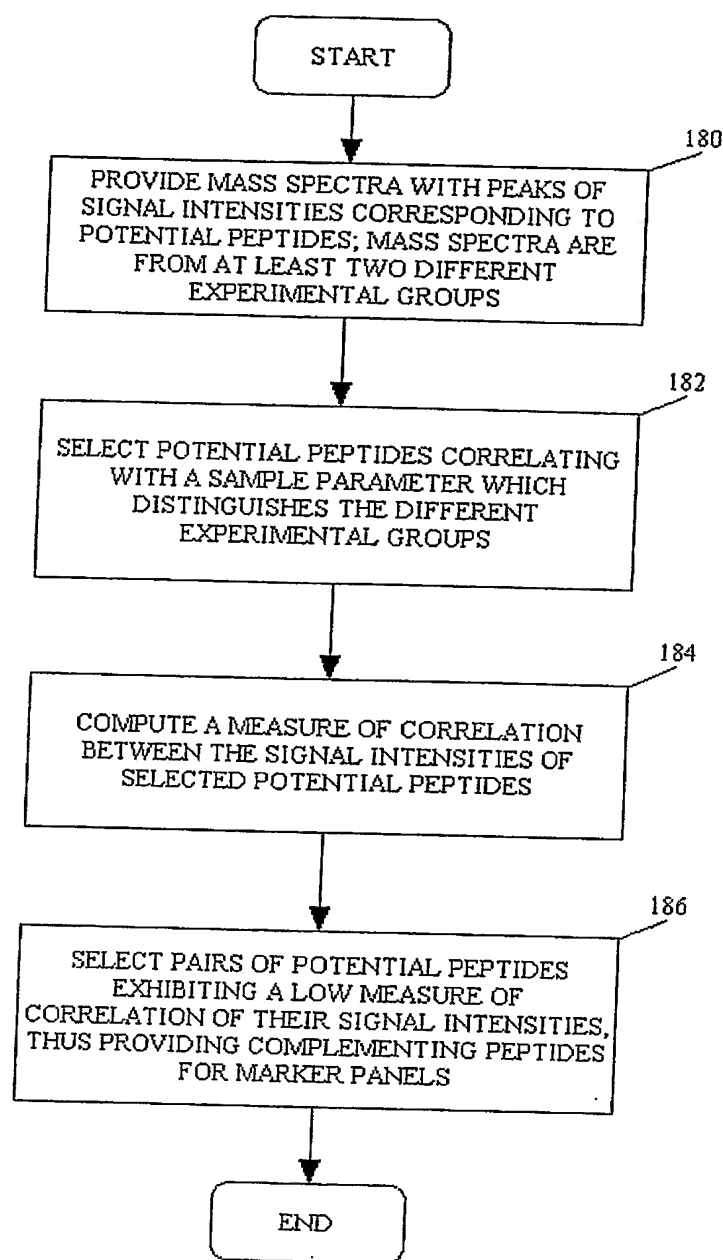 START
180
PROVIDE MASS SPECTRA WITH PEAKS OF
SIGNAL INTENSITIES CORRESPONDING TO
POTENTIAL PEPTIDES; MASS SPECTRA ARE
FROM AT LEAST TWO DIFFERENT
EXPERIMENTAL GROUPS
182
SELECT POTENTIAL PEPTIDES CORRELATING
WITH A SAMPLE PARAMETER WHICH
DISTINGUISHES THE DIFFERENT
EXPERIMENTAL GROUPS
184
COMPUTE A MEASURE OF CORRELATION
BETWEEN THE SIGNAL INTENSITIES OF
SELECTED POTENTIAL PEPTIDES
186
SELECT PAIRS OF POTENTIAL PEPTIDES
EXHIBITING A LOW MEASURE OF
CORRELATION OF THEIR SIGNAL INTENSITIES,
THUS PROVIDING COMPLEMENTING PEPTIDES
FOR MARKER PANELS
END